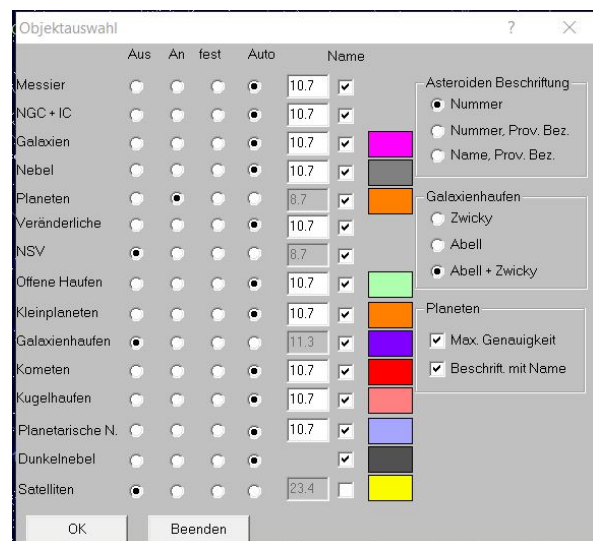 Objektauswahl ? ×
Aus An fest Auto Name
Messier 10.7
NGC + IC 10.7
Galaxien 10.7
Nebel 10.7
Planeten 8.7
Veränderliche 10.7
NSV 8.7
Offene Haufen 10.7
Kleinplaneten 10.7
Galaxienhaufen 11.3
Kometen 10.7
Kugelhaufen 10.7
Planetarische N. 10.7
Dunkelnebel
Satelliten 23.4
OK Beenden
Asteroiden Beschriftung
Nummer
Nummer, Prov. Bez.
Name, Prov. Bez.
Galaxienhaufen
Zwicky
Abell
Abell + Zwicky
Planeten
Max. Genauigkeit
Beschrift. mit Name